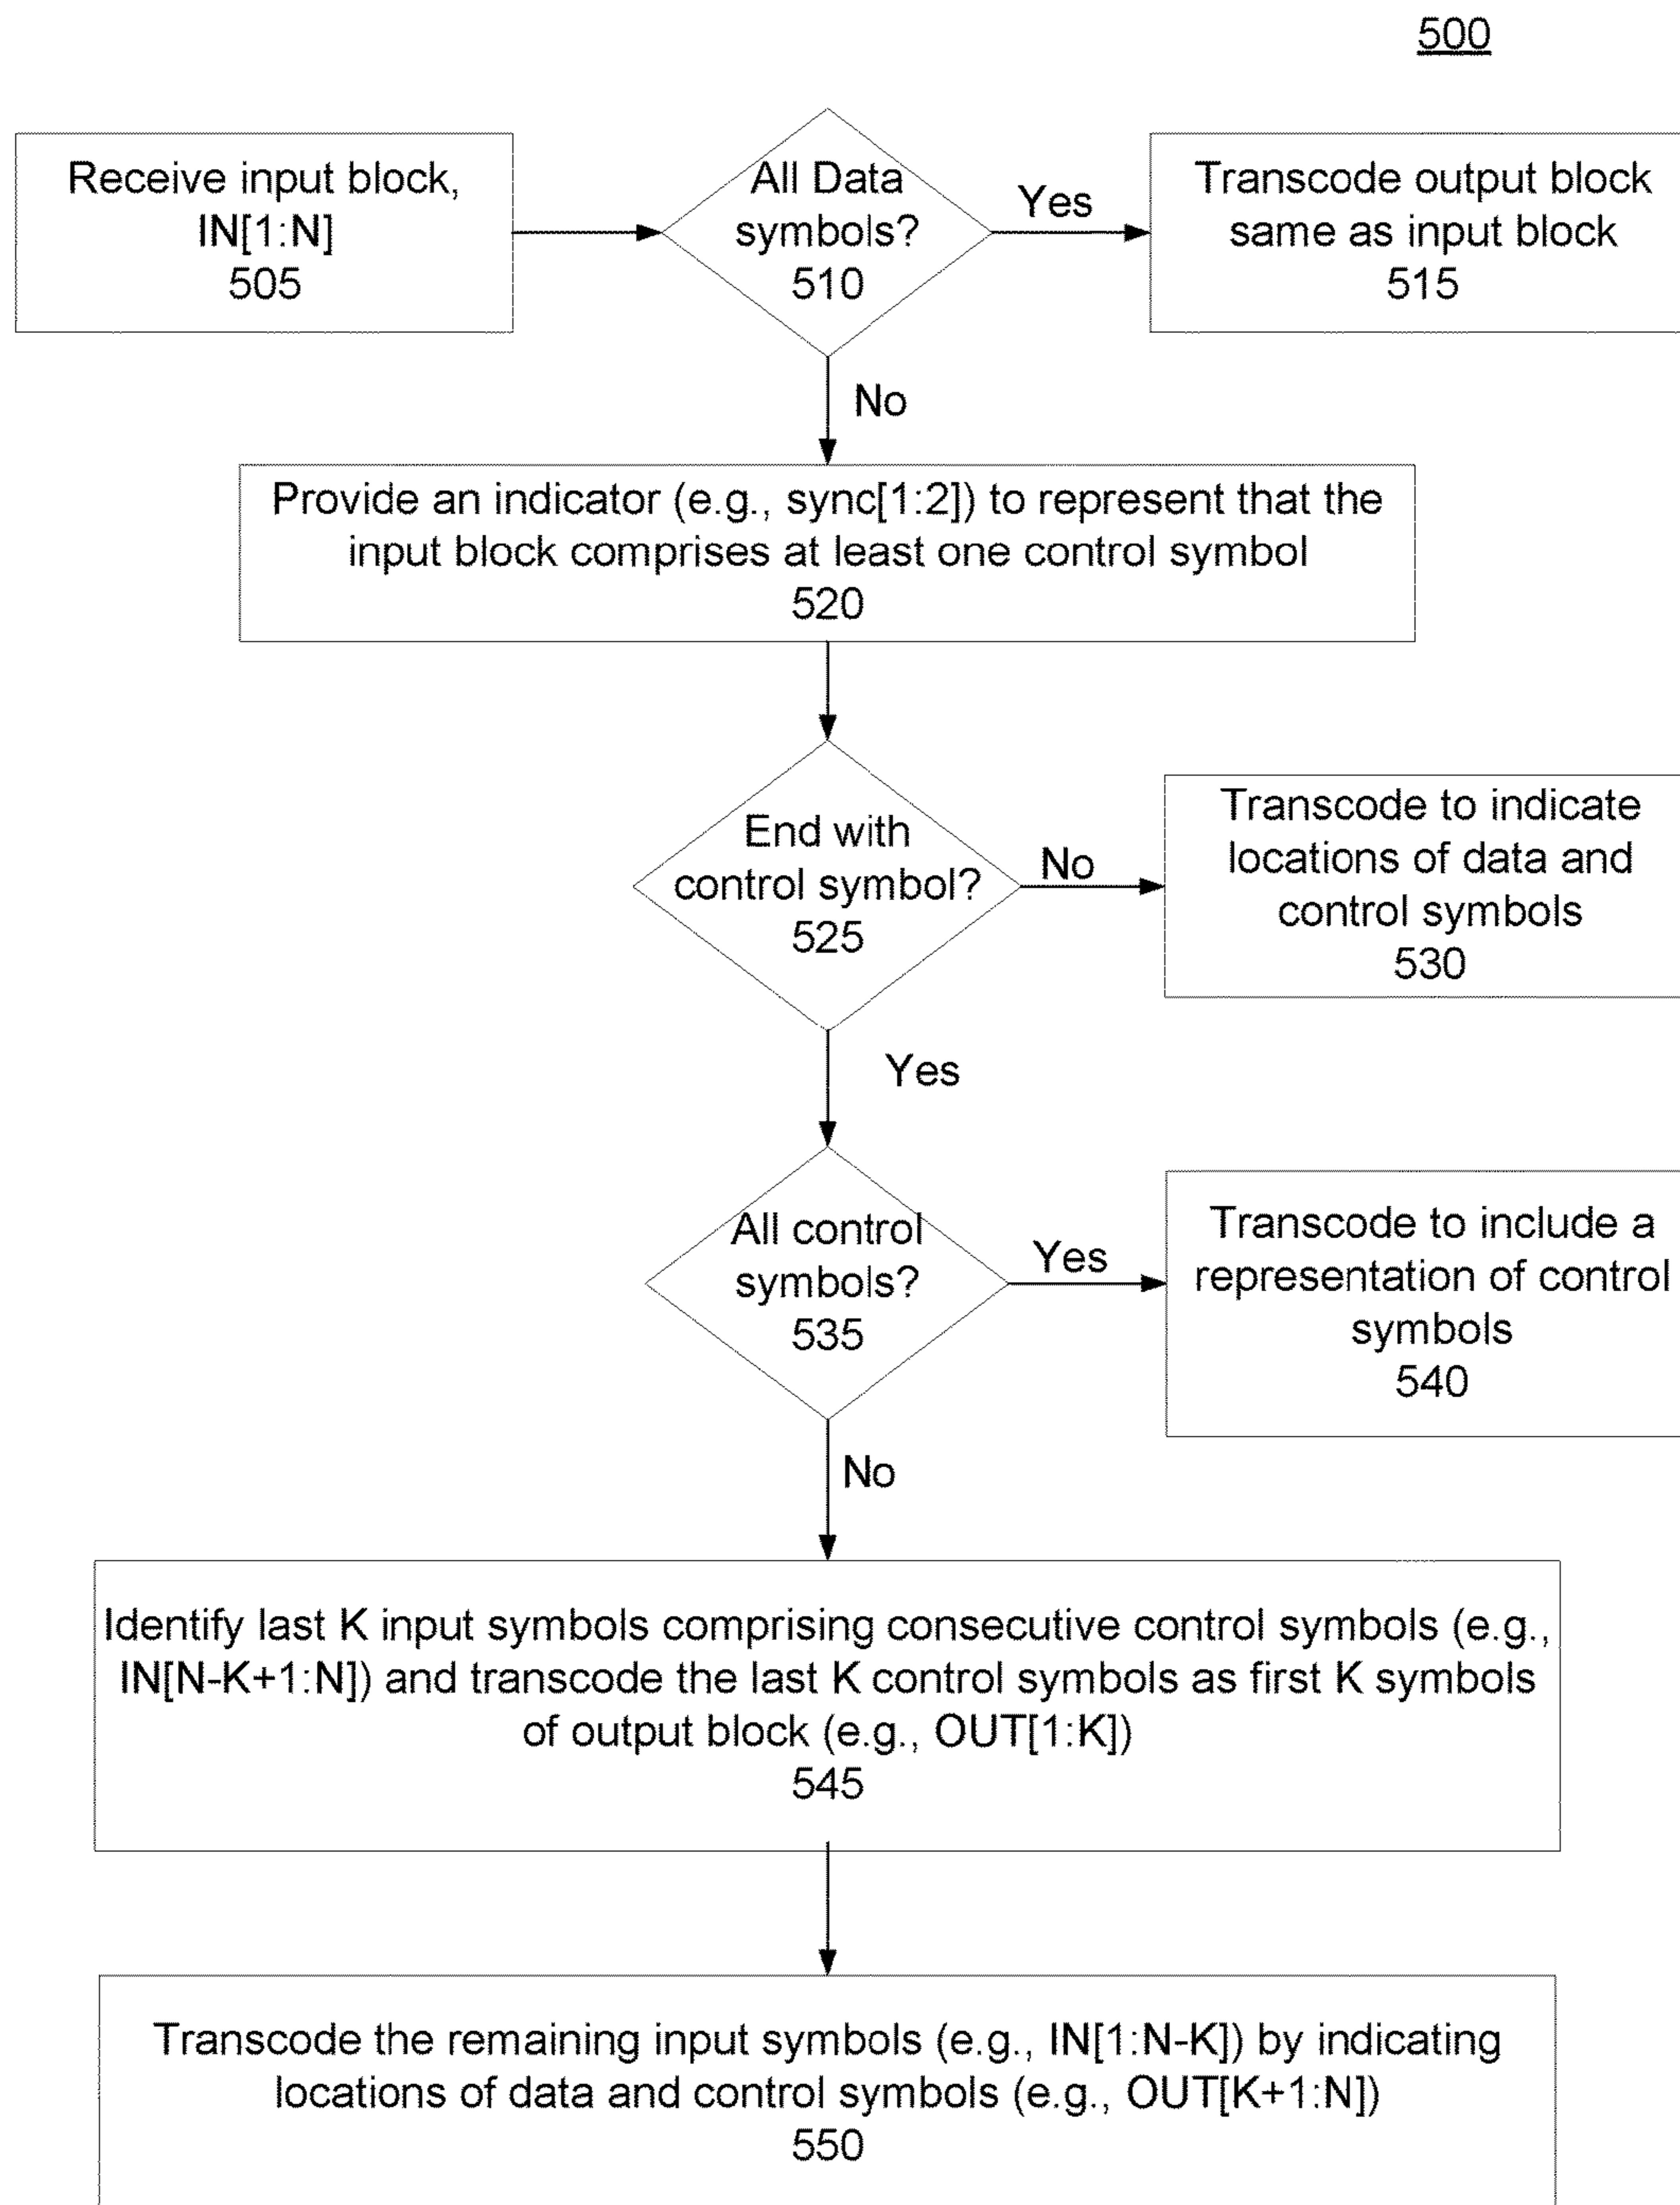 500
Receive input block,
IN[1:N]
505
All Data
symbols?
510
Yes
Transcode output block
same as input block
515
No
Provide an indicator (e.g., sync[1:2]) to represent that the
input block comprises at least one control symbol
520
End with
control symbol?
525
No
Transcode to indicate
locations of data and
control symbols
530
Yes
All control
symbols?
535
Yes
Transcode to include a
representation of control
symbols
540
No
Identify last K input symbols comprising consecutive control symbols (e.g.,
IN[N-K+1:N]) and transcode the last K control symbols as first K symbols
of output block (e.g., OUT[1:K])
545
Transcode the remaining input symbols (e.g., IN[1:N-K]) by indicating
locations of data and control symbols (e.g., OUT[K+1:N])
550